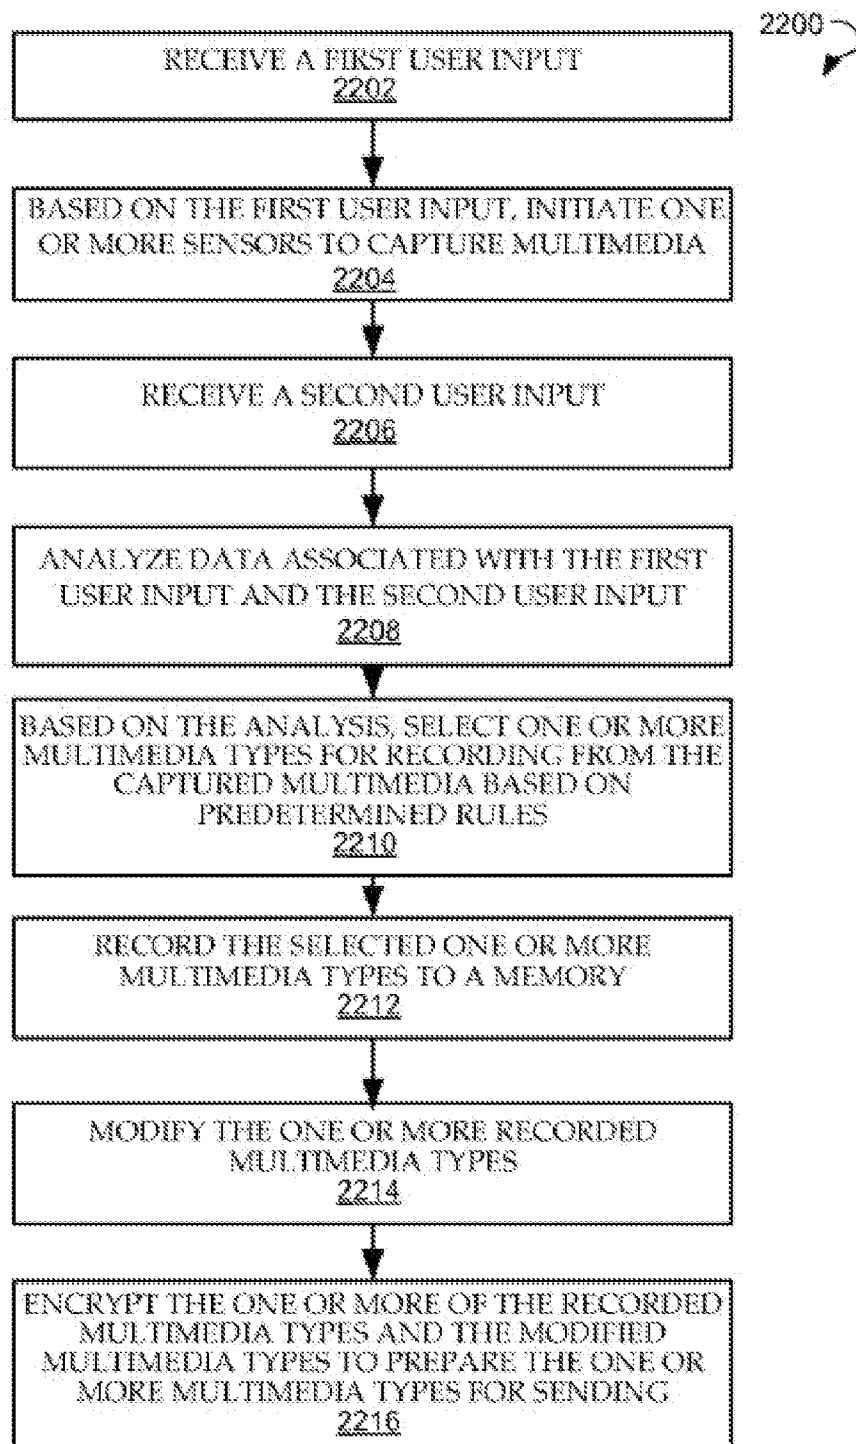 2200
RECEIVE A FIRST USER INPUT
2202
BASED ON THE FIRST USER INPUT, INITIATE ONE
OR MORE SENSORS TO CAPTURE MULTIMEDIA
2204
RECEIVE A SECOND USER INPUT
2206
ANALYZE DATA ASSOCIATED WITH THE FIRST
USER INPUT AND THE SECOND USER INPUT
2208
BASED ON THE ANALYSIS, SELECT ONE OR MORE
MULTIMEDIA TYPES FOR RECORDING FROM THE
CAPTURED MULTIMEDIA BASED ON
PREDETERMINED RULES
2210
RECORD THE SELECTED ONE OR MORE
MULTIMEDIA TYPES TO A MEMORY
2212
MODIFY THE ONE OR MORE RECORDED
MULTIMEDIA TYPES
2214
ENCRYPT THE ONE OR MORE OF THE RECORDED
MULTIMEDIA TYPES AND THE MODIFIED
MULTIMEDIA TYPES TO PREPARE THE ONE OR
MORE MULTIMEDIA TYPES FOR SENDING
2216